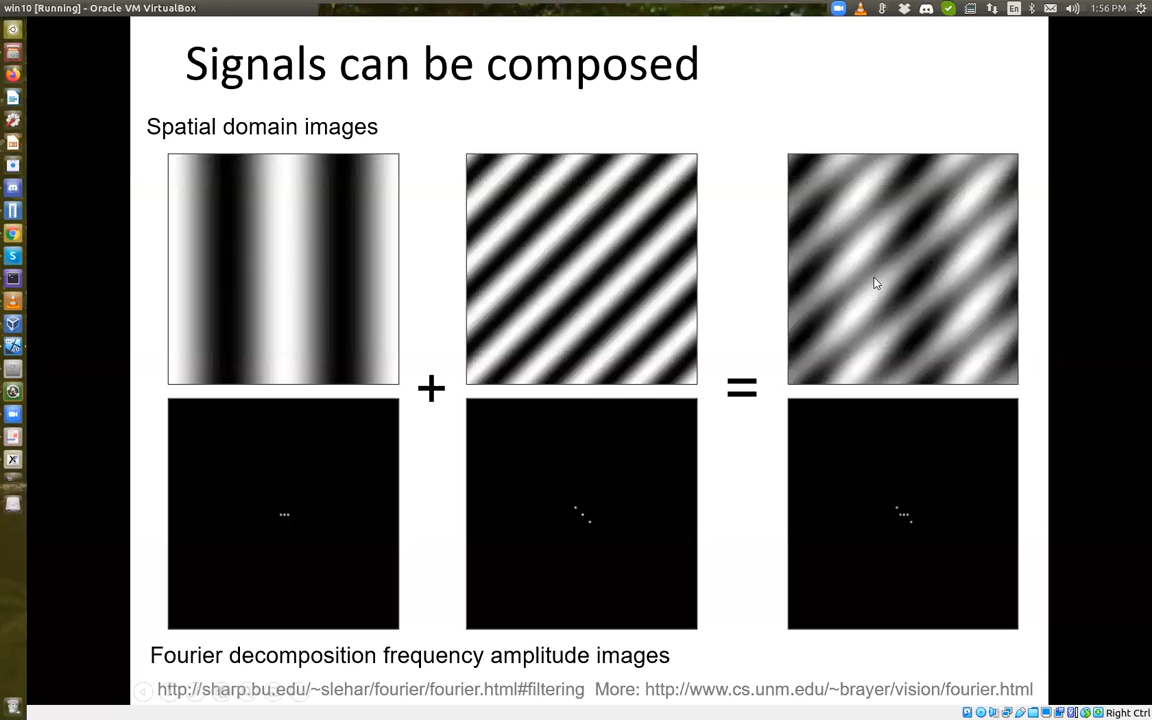 win10 [Running] - Oracle VM VirtualBox
En
1:56 PM
Signals can be composed
Spatial domain images
+
=
Fourier decomposition frequency amplitude images
http://sharp.bu.edu/~slehar/fourier/fourier.html#filtering More: http://www.cs.unm.edu/~brayer/vision/fourier.html
Right Ctrl